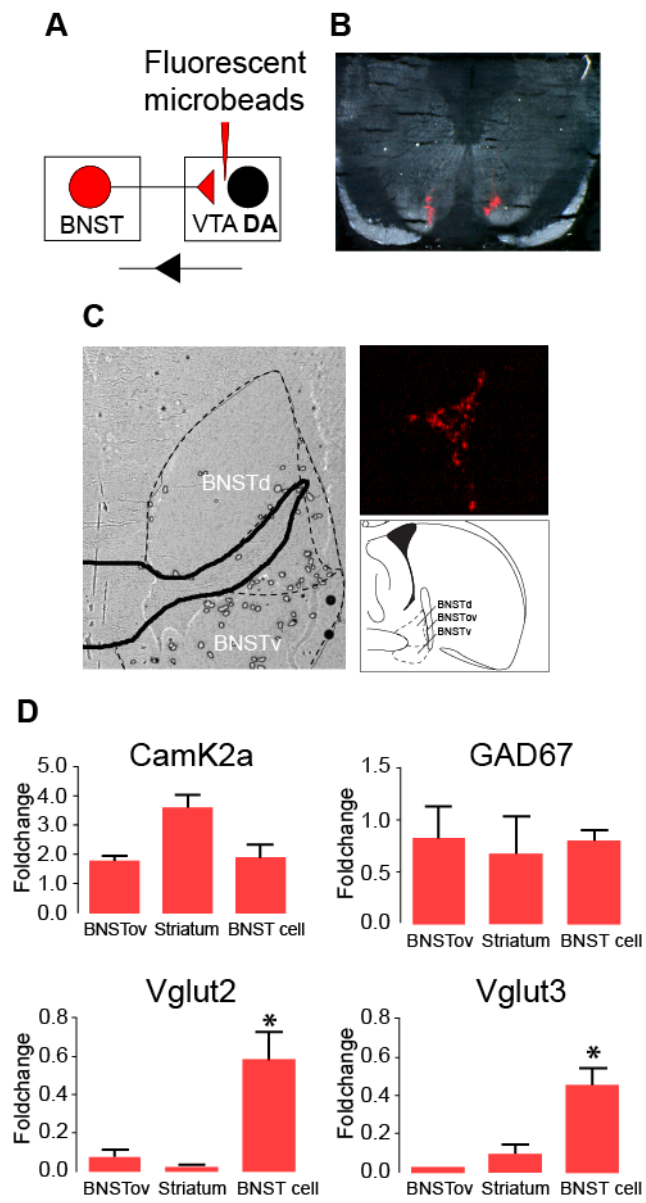 A
Fluorescent
microbeads
BNST
VTA DA
B
C
BNSTd
BNSTv
BNSTd
BNSTov
BNSTv
D
CamK2a
Foldchange
5.0
4.0
3.0
2.0
1.0
0.0
BNSTov Striatum BNST cell
GAD67
Foldchange
1.5
1.0
0.5
0.0
BNSTov Striatum BNST cell
Vglut2
Foldchange
0.8
0.6
0.4
0.2
0.0
*
BNSTov Striatum BNST cell
Vglut3
Foldchange
0.8
0.6
0.4
0.2
0.0
*
BNSTov Striatum BNST cell